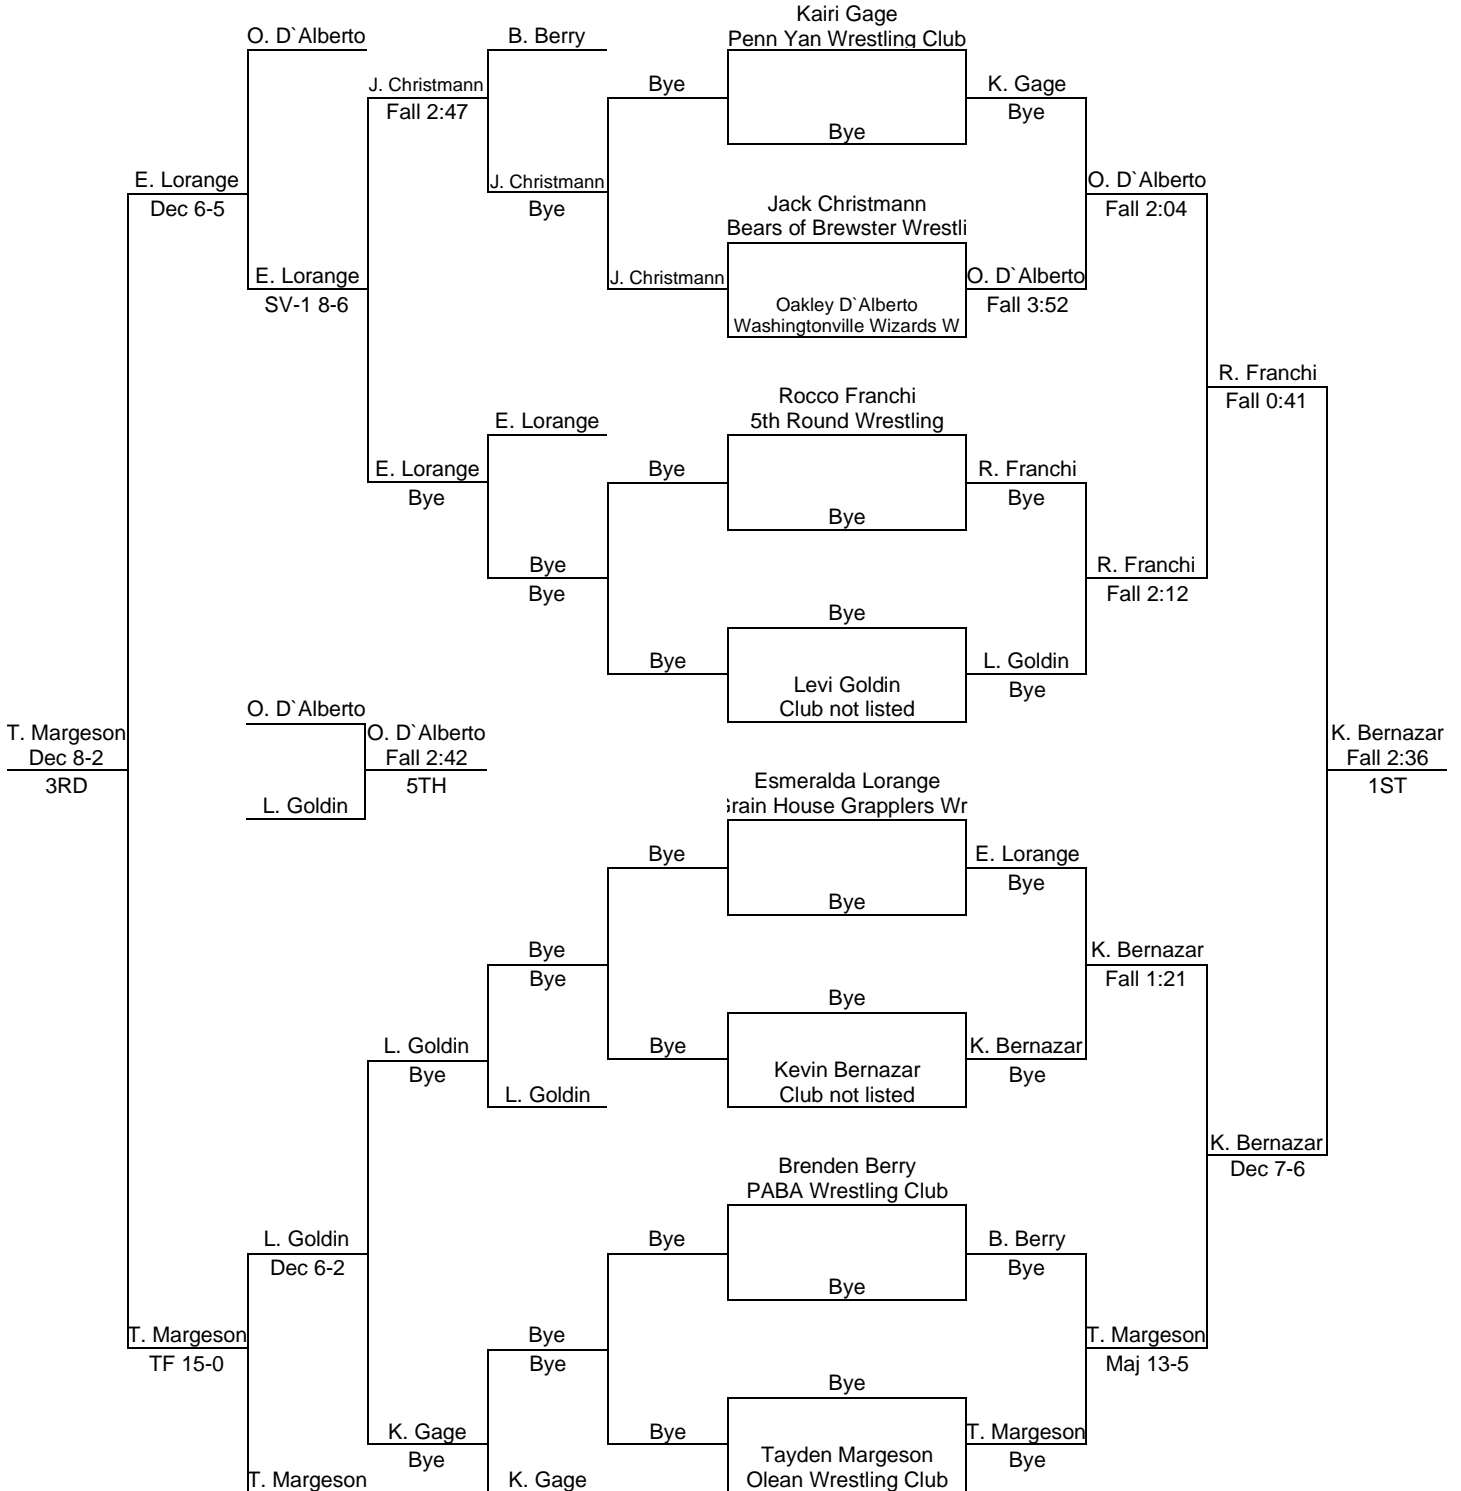 Kairi Gage
O. D`Alberto
B. Berry
Penn Yan Wrestling Club
J. Christmann
Bye
K. Gage
Fall 2:47
Bye
Bye
E. Lorange
J. Christmann
O. D`Alberto
Dec 6-5
Bye
Jack Christmann
Fall 2:04
Bears of Brewster Wrestli
E. Lorange
J. Christmann
O. D`Alberto
SV-1 8-6
Oakley D`Alberto
Fall 3:52
Washingtonville Wizards W
R. Franchi
Rocco Franchi
Fall 0:41
E. Lorange
5th Round Wrestling
E. Lorange
Bye
R. Franchi
Bye
Bye
Bye
Bye
R. Franchi
Bye
Fall 2:12
Bye
Bye
L. Goldin
Levi Goldin
Bye
O. D`Alberto
Club not listed
T. Margeson
O. D`Alberto
K. Bernazar
Dec 8-2
Fall 2:42
Fall 2:36
3RD
5TH
Esmeralda Lorange
1ST
L. Goldin
Grain House Grapplers Wr
Bye
E. Lorange
Bye
Bye
Bye
K. Bernazar
Bye
Fall 1:21
Bye
L. Goldin
Bye
K. Bernazar
Bye
Kevin Bernazar
Bye
L. Goldin
Club not listed
K. Bernazar
Brenden Berry
Dec 7-6
PABA Wrestling Club
L. Goldin
Bye
B. Berry
Dec 6-2
Bye
Bye
T. Margeson
Bye
T. Margeson
TF 15-0
Bye
Maj 13-5
Bye
K. Gage
Bye
T. Margeson
Bye
Tayden Margeson
Bye
T. Margeson
K. Gage
Olean Wrestling Club